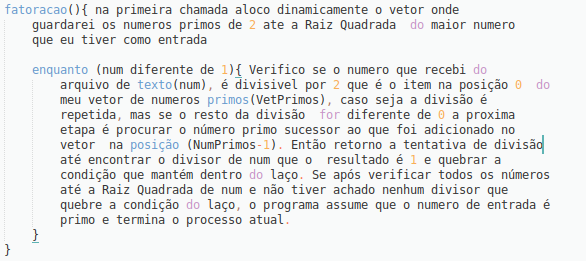 fatoracao(){ na primeira chamada aloco dinamicamente o vetor onde
guardarei os numeros primos de 2 ate a Raiz Quadrada  do maior numero
que eu tiver como entrada
enquanto (num diferente de 1){ Verifico se o numero que recebi do
arquivo de texto(num), é divisivel por 2 que é o item na posição 0  do
meu vetor de numeros primos(VetPrimos), caso seja a divisão é
repetida, mas se o resto da divisão  for diferente de 0 a proxima
etapa é procurar o número primo sucessor ao que foi adicionado no
vetor  na posição (NumPrimos-1). Então retorno a tentativa de divisão
até encontrar o divisor de num que o  resultado é 1 e quebrar a
condição que mantém dentro do laço. Se após verificar todos os números
até a Raiz Quadrada de num e não tiver achado nenhum divisor que
quebre a condição do laço, o programa assume que o numero de entrada é
primo e termina o processo atual.
}
}